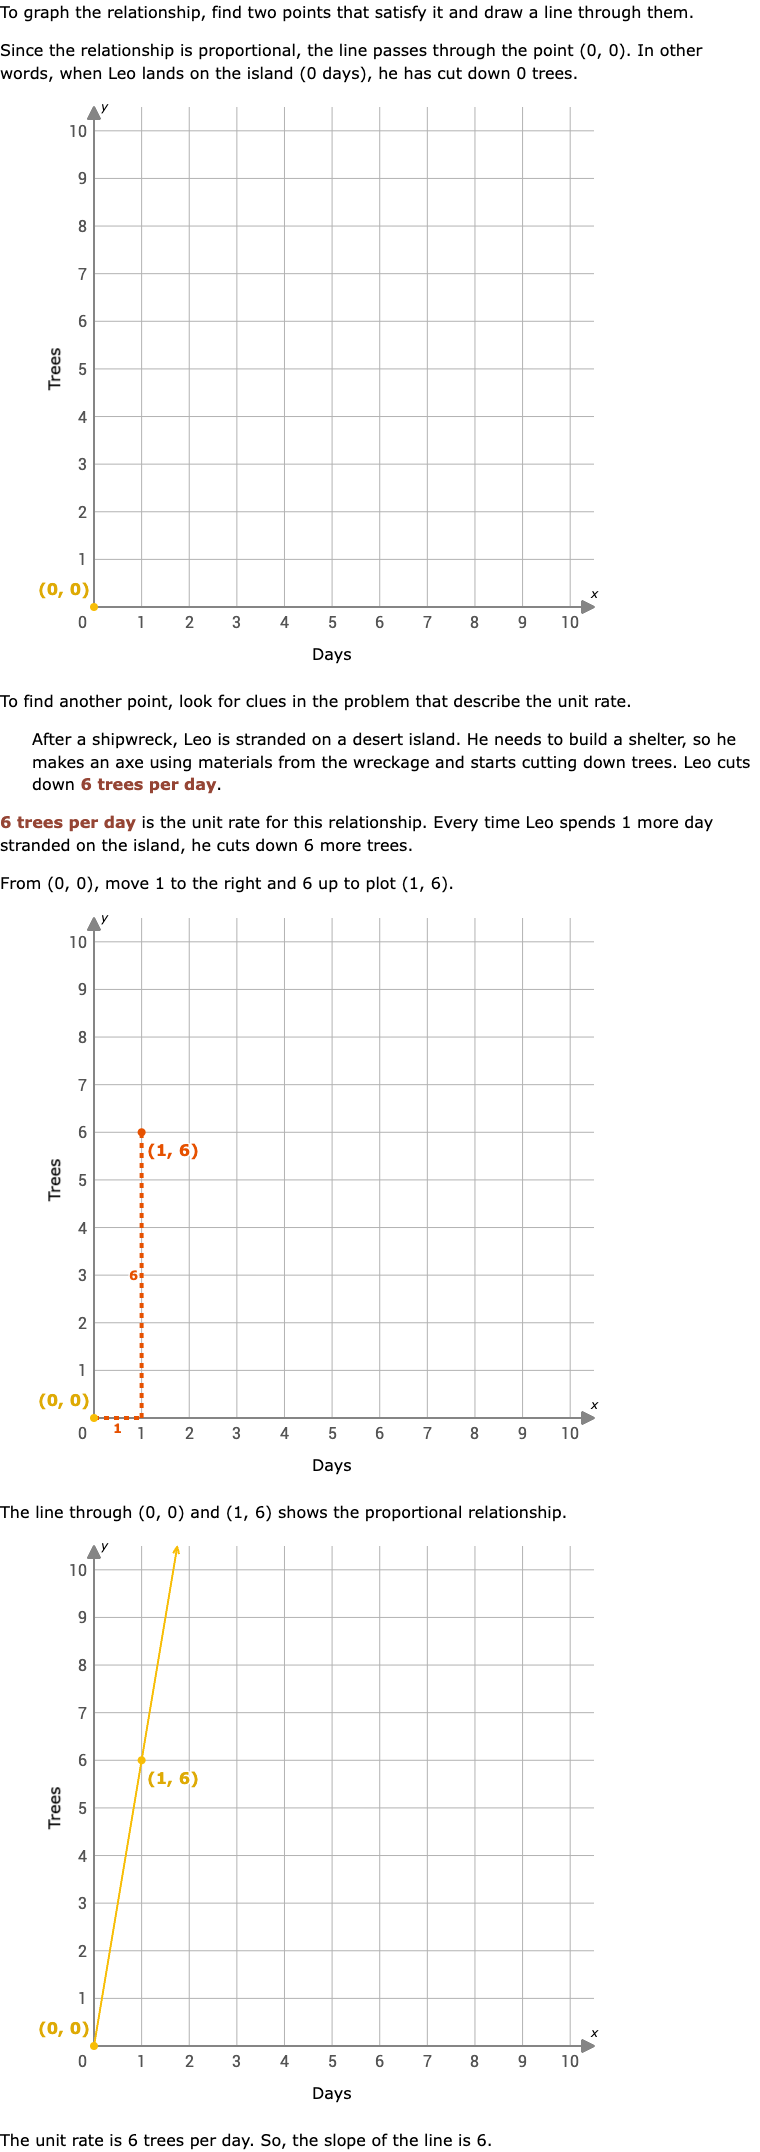 To graph the relationship, find two points that satisfy it and draw a line through them.
Since the relationship is proportional, the line passes through the point (0, 0). In other
words, when Leo lands on the island (0 days), he has cut down 0 trees.
y
10
9
8
7
6
5
4
3
2
1
Trees
(0, 0)
x
0 1 2 3 4 5 6 7 8 9 10
Days
To find another point, look for clues in the problem that describe the unit rate.
After a shipwreck, Leo is stranded on a desert island. He needs to build a shelter, so he
makes an axe using materials from the wreckage and starts cutting down trees. Leo cuts
down 6 trees per day.
6 trees per day is the unit rate for this relationship. Every time Leo spends 1 more day
stranded on the island, he cuts down 6 more trees.
From (0, 0), move 1 to the right and 6 up to plot (1, 6).
y
10
9
8
7
6
(1, 6)
5
Trees
4
3
6
2
1
(0, 0)
x
1
0 1 2 3 4 5 6 7 8 9 10
Days
The line through (0, 0) and (1, 6) shows the proportional relationship.
y
10
9
8
7
6
(1, 6)
5
Trees
4
3
2
1
(0, 0)
x
0 1 2 3 4 5 6 7 8 9 10
Days
The unit rate is 6 trees per day. So, the slope of the line is 6.